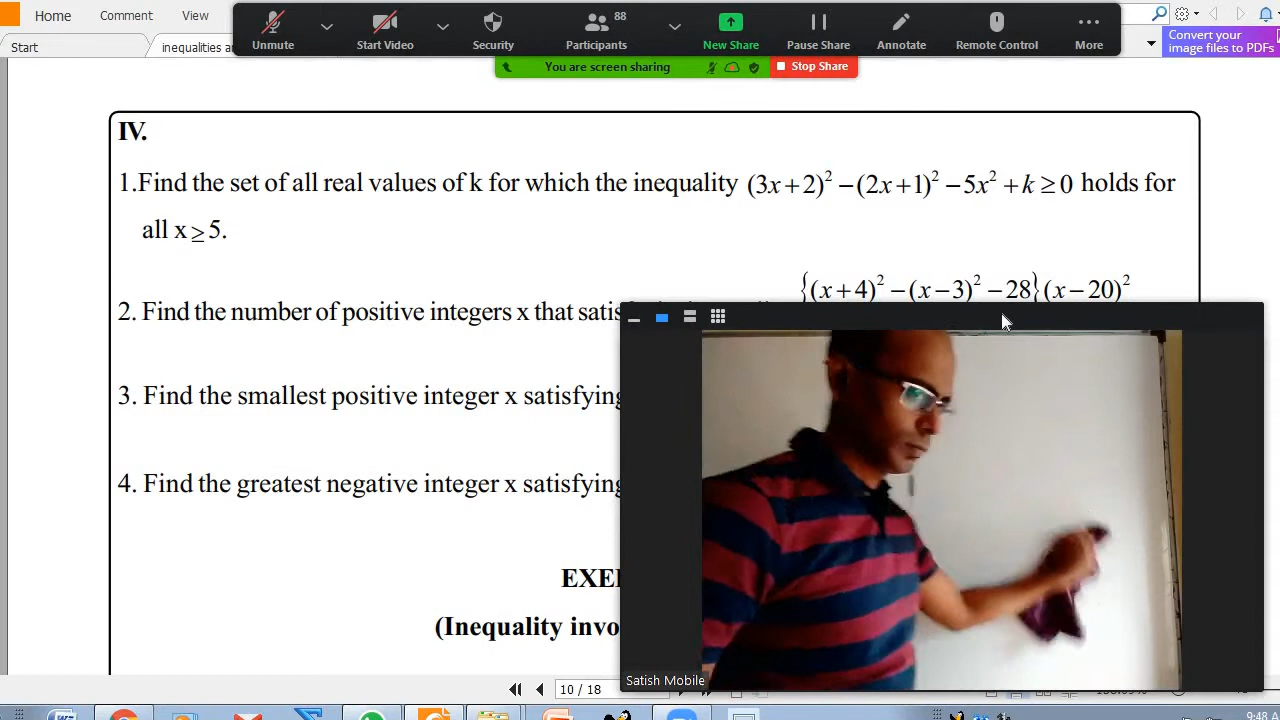 Home Comment View
Unmute Start Video Security Participants 88 New Share Pause Share Annotate Remote Control More
Convert your
image files to PDFs
Start inequalities
You are screen sharing Stop Share
IV.
1.Find the set of all real values of k for which the inequality (3x+2)² −(2x+1)² −5x² +k ≥0 holds for
all x ≥ 5.
{(x+4)² −(x−3)² −28}(x−20)²
2. Find the number of positive integers x that
3. Find the smallest positive integer x satisfying
4. Find the greatest negative integer x satisfying
(Inequality
Satish Mobile
10 / 18
9:48